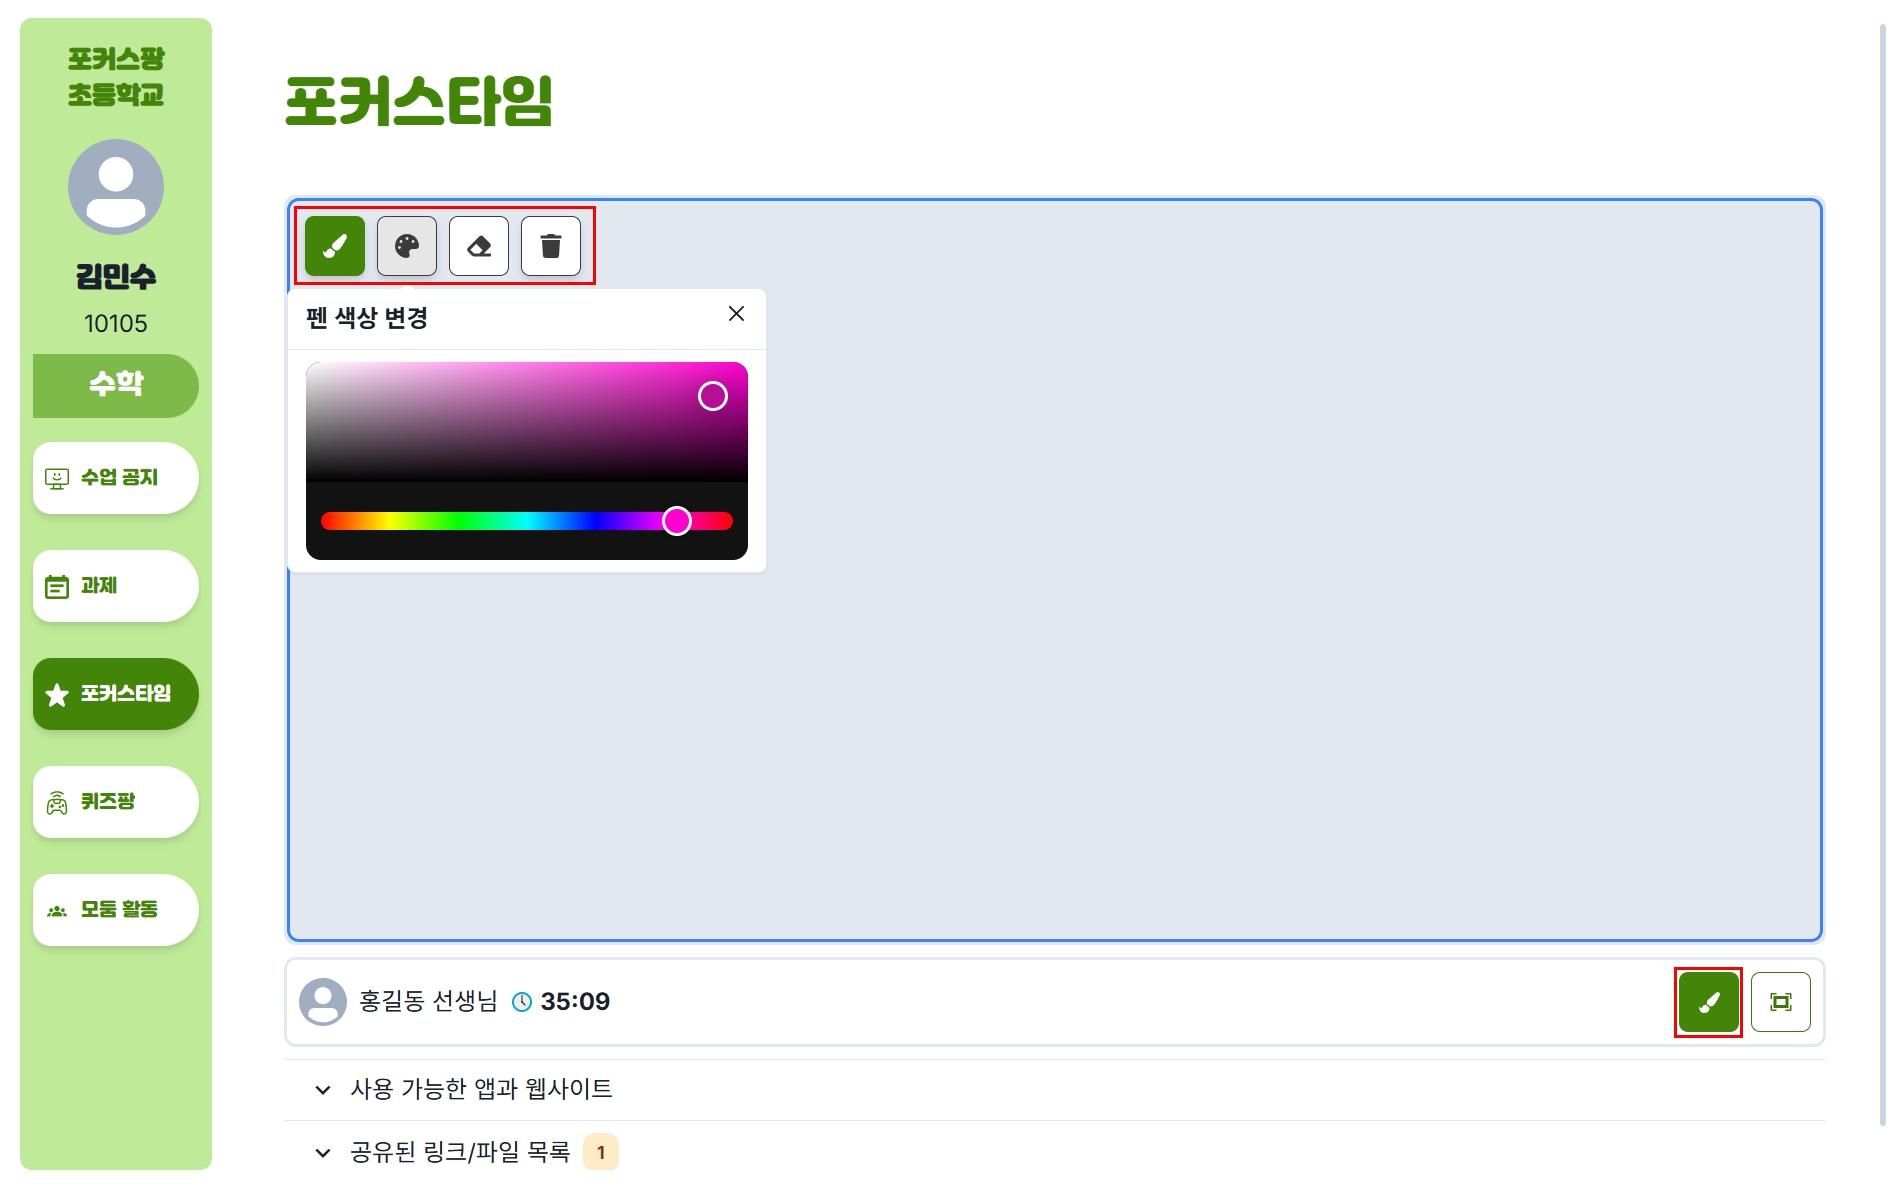 포커스팡
초등학교
김민수
10105
수학
수업 공지
과제
포커스타임
퀴즈팡
모둠 활동
포커스타임
펜 색상 변경
홍길동 선생님 35:09
사용 가능한 앱과 웹사이트
공유된 링크/파일 목록 1